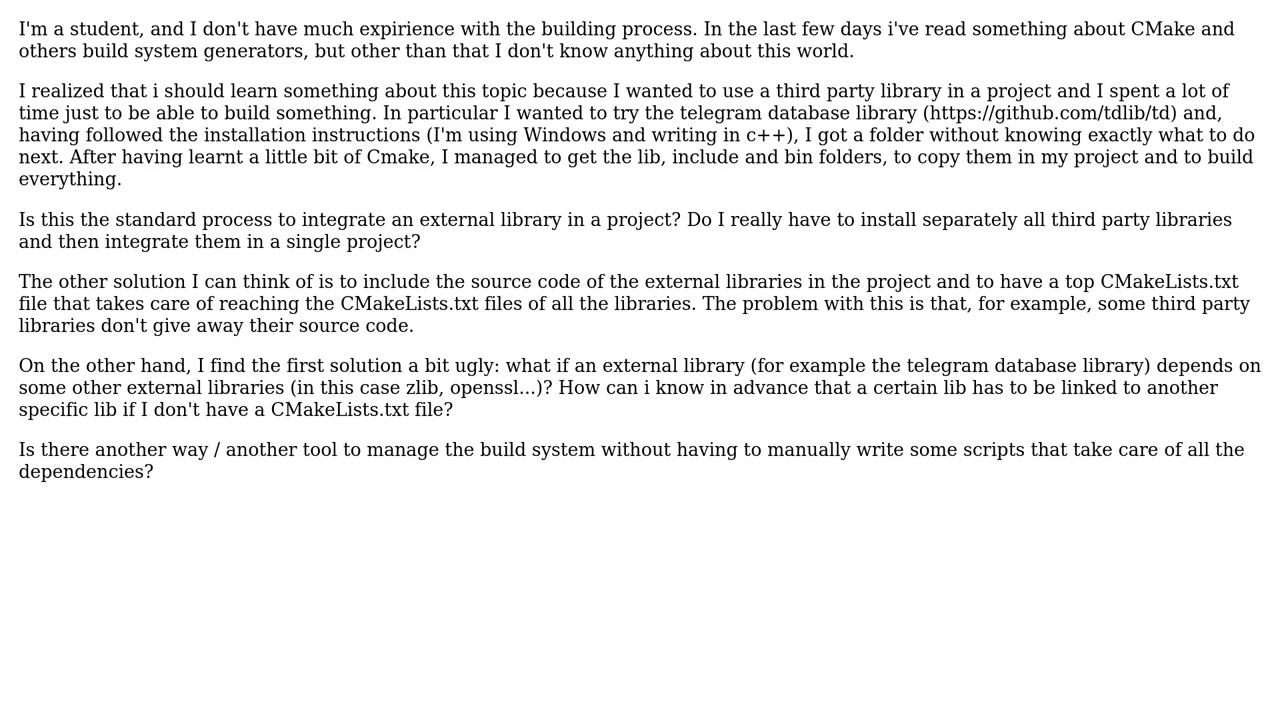 I'm a student, and I don't have much expirience with the building process. In the last few days i've read something about CMake and
others build system generators, but other than that I don't know anything about this world.
I realized that i should learn something about this topic because I wanted to use a third party library in a project and I spent a lot of
time just to be able to build something. In particular I wanted to try the telegram database library (https://github.com/tdlib/td) and,
having followed the installation instructions (I'm using Windows and writing in c++), I got a folder without knowing exactly what to do
next. After having learnt a little bit of Cmake, I managed to get the lib, include and bin folders, to copy them in my project and to build
everything.
Is this the standard process to integrate an external library in a project? Do I really have to install separately all third party libraries
and then integrate them in a single project?
The other solution I can think of is to include the source code of the external libraries in the project and to have a top CMakeLists.txt
file that takes care of reaching the CMakeLists.txt files of all the libraries. The problem with this is that, for example, some third party
libraries don't give away their source code.
On the other hand, I find the first solution a bit ugly: what if an external library (for example the telegram database library) depends on
some other external libraries (in this case zlib, openssl...)? How can i know in advance that a certain lib has to be linked to another
specific lib if I don't have a CMakeLists.txt file?
Is there another way / another tool to manage the build system without having to manually write some scripts that take care of all the
dependencies?